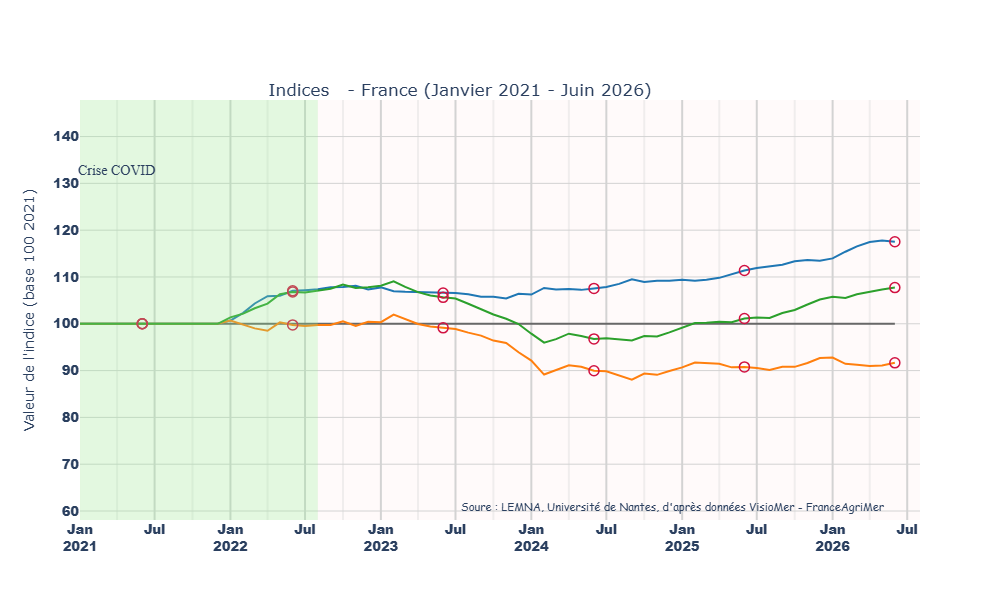 Indices - France (Janvier 2021 - Juin 2026)
Valeur de l'indice (base 100 2021)
140
Crise COVID
130
120
110
100
90
80
70
60
Soure : LEMNA, Université de Nantes, d'après données VisioMer - FranceAgriMer
Jan Jul Jan Jul Jan Jul Jan Jul Jan Jul Jan Jul
2021 2022 2023 2024 2025 2026